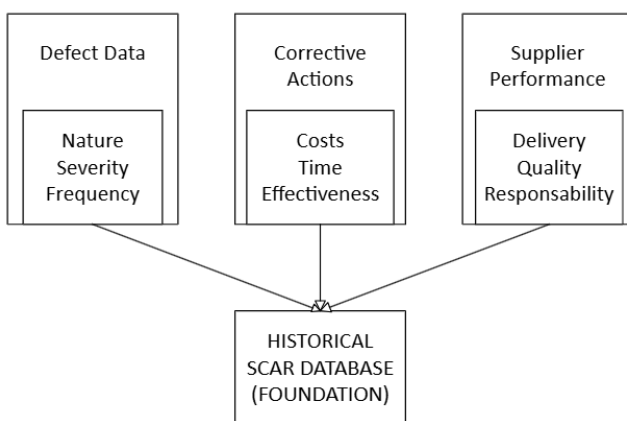 Defect Data
Nature
Severity
Frequency
Corrective
Actions
Costs
Time
Effectiveness
Supplier
Performance
Delivery
Quality
Responsability
HISTORICAL
SCAR DATABASE
(FOUNDATION)